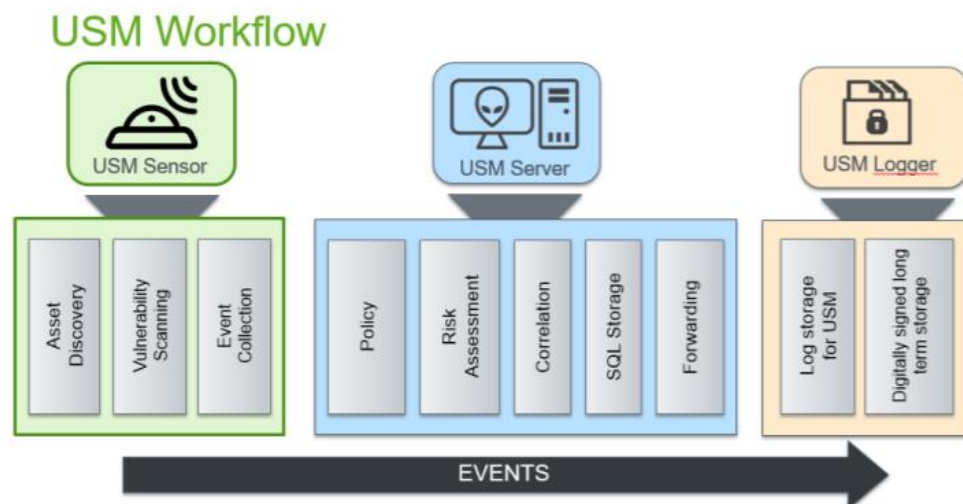 USM Workflow
USM Sensor
USM Server
USM Logger
Asset
Discovery
Vulnerability
Scanning
Event
Collection
Policy
Risk
Assessment
Correlation
SQL Storage
Forwarding
Log storage
for USM
Digitally signed long
term storage
EVENTS